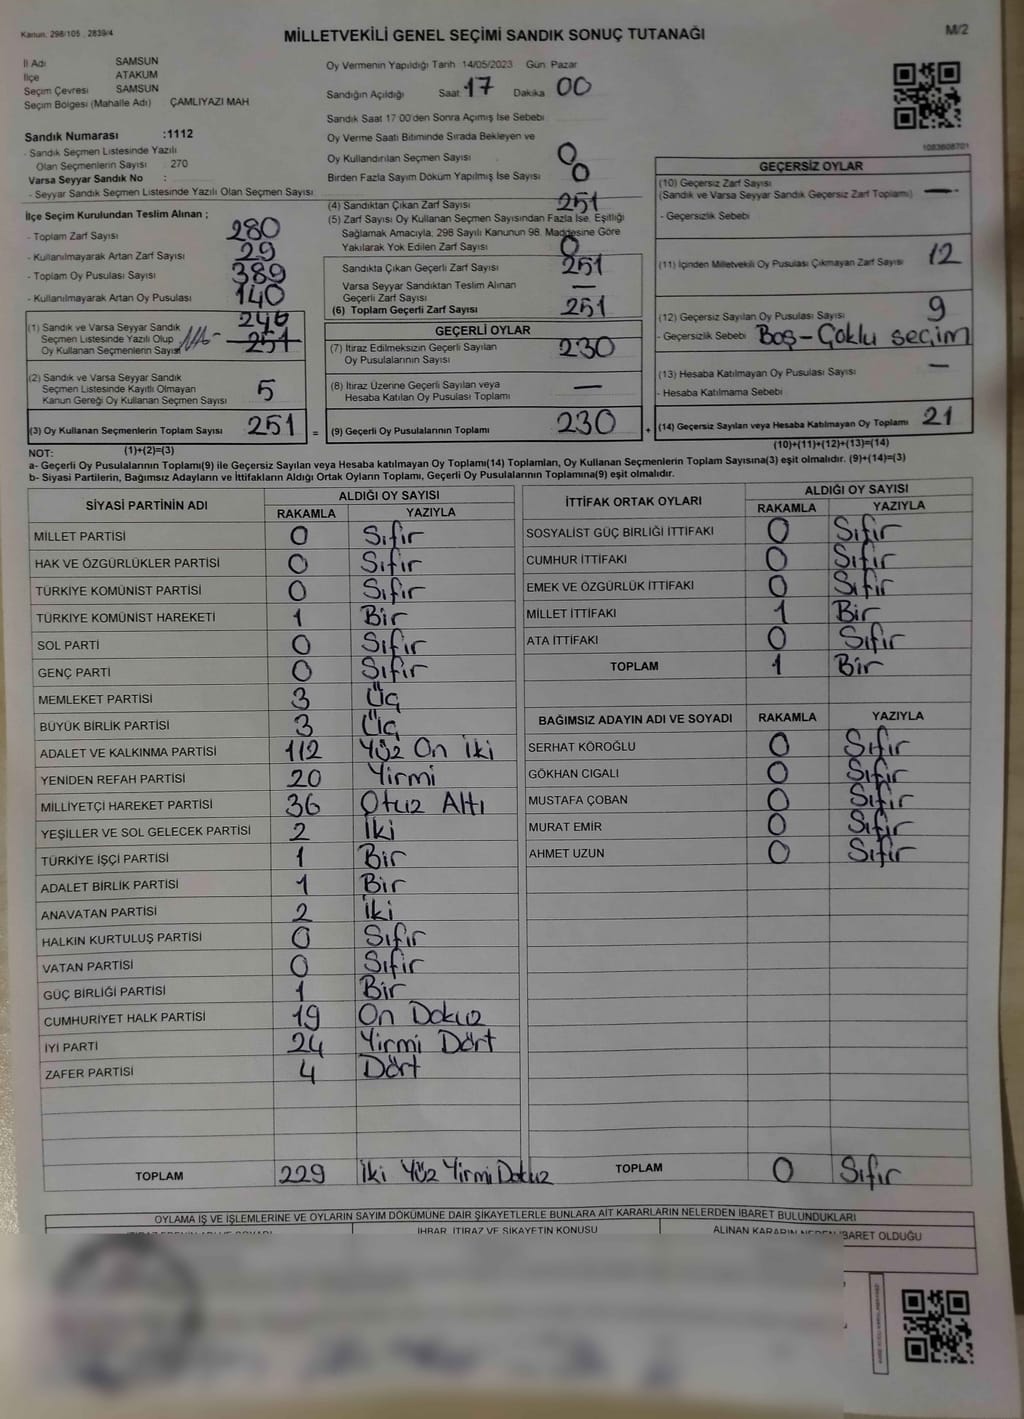 Kanun: 298/105 , 2839/4
MİLLETVEKİLİ GENEL SEÇİMİ SANDIK SONUÇ TUTANAĞI
M/2
İl Adı SAMSUN
İlçe ATAKUM
Seçim Çevresi SAMSUN
Seçim Bölgesi (Mahalle Adı) ÇAMLIYAZI MAH
Sandık Numarası :1112
- Sandık Seçmen Listesinde Yazılı
Olan Seçmenlerin Sayısı : 270
Varsa Seyyar Sandık No :
- Seyyar Sandık Seçmen Listesinde Yazılı Olan Seçmen Sayısı:
Oy Vermenin Yapıldığı Tarih 14/05/2023 Gün Pazar
Sandığın Açıldığı Saat 17 Dakika 00
Sandık Saat 17:00'den Sonra Açımış İse Sebebi
Oy Verme Saati Bitiminde Sırada Bekleyen ve
Oy Kullandırılan Seçmen Sayısı 0
Birden Fazla Sayım Döküm Yapılmış İse Sayısı 0
1083608701
İlçe Seçim Kurulundan Teslim Alınan ;
- Toplam Zarf Sayısı 280
- Kullanılmayarak Artan Zarf Sayısı 29
- Toplam Oy Pusulası Sayısı 389
- Kullanılmayarak Artan Oy Pusulası 140
(1) Sandık ve Varsa Seyyar Sandık 246
Seçmen Listesinde Yazılı Olup
Oy Kullanan Seçmenlerin Sayısı 251
(2) Sandık ve Varsa Seyyar Sandık
Seçmen Listesinde Kayıtlı Olmayan
Kanun Gereği Oy Kullanan Seçmen Sayısı 5
(3) Oy Kullanan Seçmenlerin Toplam Sayısı 251 =
(1)+(2)=(3)
(4) Sandıktan Çıkan Zarf Sayısı 251
(5) Zarf Sayısı Oy Kullanan Seçmen Sayısından Fazla İse, Eşitliği
Sağlamak Amacıyla, 298 Sayılı Kanunun 98. Maddesine Göre
Yakılarak Yok Edilen Zarf Sayısı 0
Sandıkta Çıkan Geçerli Zarf Sayısı 251
Varsa Seyyar Sandıktan Teslim Alınan
Geçerli Zarf Sayısı —
(6) Toplam Geçerli Zarf Sayısı 251
GEÇERLİ OYLAR
(7) İtiraz Edilmeksizin Geçerli Sayılan
Oy Pusulalarının Sayısı 230
(8) İtiraz Üzerine Geçerli Sayılan veya
Hesaba Katılan Oy Pusulası Toplamı —
(9) Geçerli Oy Pusulalarının Toplamı 230 +
GEÇERSİZ OYLAR
(10) Geçersiz Zarf Sayısı
(Sandık ve Varsa Seyyar Sandık Geçersiz Zarf Toplamı) —
- Geçersizlik Sebebi
(11) İçinden Milletvekili Oy Pusulası Çıkmayan Zarf Sayısı 12
(12) Geçersiz Sayılan Oy Pusulası Sayısı 9
- Geçersizlik Sebebi Boş-Çoklu seçim
(13) Hesaba Katılmayan Oy Pusulası Sayısı —
- Hesaba Katılmama Sebebi
(14) Geçersiz Sayılan veya Hesaba Katılmayan Oy Toplamı 21
(10)+(11)+(12)+(13)=(14)
NOT:
a- Geçerli Oy Pusulalarının Toplamı(9) ile Geçersiz Sayılan veya Hesaba katılmayan Oy Toplamı(14) Toplamları, Oy Kullanan Seçmenlerin Toplam Sayısına(3) eşit olmalıdır. (9)+(14)=(3)
b- Siyasi Partilerin, Bağımsız Adayların ve İttifakların Aldığı Ortak Oyların Toplamı, Geçerli Oy Pusulalarının Toplamına(9) eşit olmalıdır.
SİYASİ PARTİNİN ADI ALDIĞI OY SAYISI
RAKAMLA YAZIYLA
MİLLET PARTİSİ 0 Sıfır
HAK VE ÖZGÜRLÜKLER PARTİSİ 0 Sıfır
TÜRKİYE KOMÜNİST PARTİSİ 0 Sıfır
TÜRKİYE KOMÜNİST HAREKETİ 1 Bir
SOL PARTİ 0 Sıfır
GENÇ PARTİ 0 Sıfır
MEMLEKET PARTİSİ 3 Üç
BÜYÜK BİRLİK PARTİSİ 3 Üç
ADALET VE KALKINMA PARTİSİ 112 Yüz On iki
YENİDEN REFAH PARTİSİ 20 Yirmi
MİLLİYETÇİ HAREKET PARTİSİ 36 Otuz Altı
YEŞİLLER VE SOL GELECEK PARTİSİ 2 İki
TÜRKİYE İŞÇİ PARTİSİ 1 Bir
ADALET BİRLİK PARTİSİ 1 Bir
ANAVATAN PARTİSİ 2 İki
HALKIN KURTULUŞ PARTİSİ 0 Sıfır
VATAN PARTİSİ 0 Sıfır
GÜÇ BİRLİĞİ PARTİSİ 1 Bir
CUMHURİYET HALK PARTİSİ 19 On Dokuz
İYİ PARTİ 24 Yirmi Dört
ZAFER PARTİSİ 4 Dört
TOPLAM 229 İki Yüz Yirmi Dokuz
İTTİFAK ORTAK OYLARI ALDIĞI OY SAYISI
RAKAMLA YAZIYLA
SOSYALİST GÜÇ BİRLİĞİ İTTİFAKI 0 Sıfır
CUMHUR İTTİFAKI 0 Sıfır
EMEK VE ÖZGÜRLÜK İTTİFAKI 0 Sıfır
MİLLET İTTİFAKI 1 Bir
ATA İTTİFAKI 0 Sıfır
TOPLAM 1 Bir
BAĞIMSIZ ADAYIN ADI VE SOYADI RAKAMLA YAZIYLA
SERHAT KÖROĞLU 0 Sıfır
GÖKHAN CIGALI 0 Sıfır
MUSTAFA ÇOBAN 0 Sıfır
MURAT EMİR 0 Sıfır
AHMET UZUN 0 Sıfır
TOPLAM 0 Sıfır
OYLAMA İŞ VE İŞLEMLERİNE VE OYLARIN SAYIM DÖKÜMÜNE DAİR ŞİKAYETLERLE BUNLARA AİT KARARLARIN NELERDEN İBARET BULUNDUKLARI
İHBAR, İTİRAZ VE ŞİKAYETİN KONUSU
ALINAN KARARIN NEDEN İBARET OLDUĞU